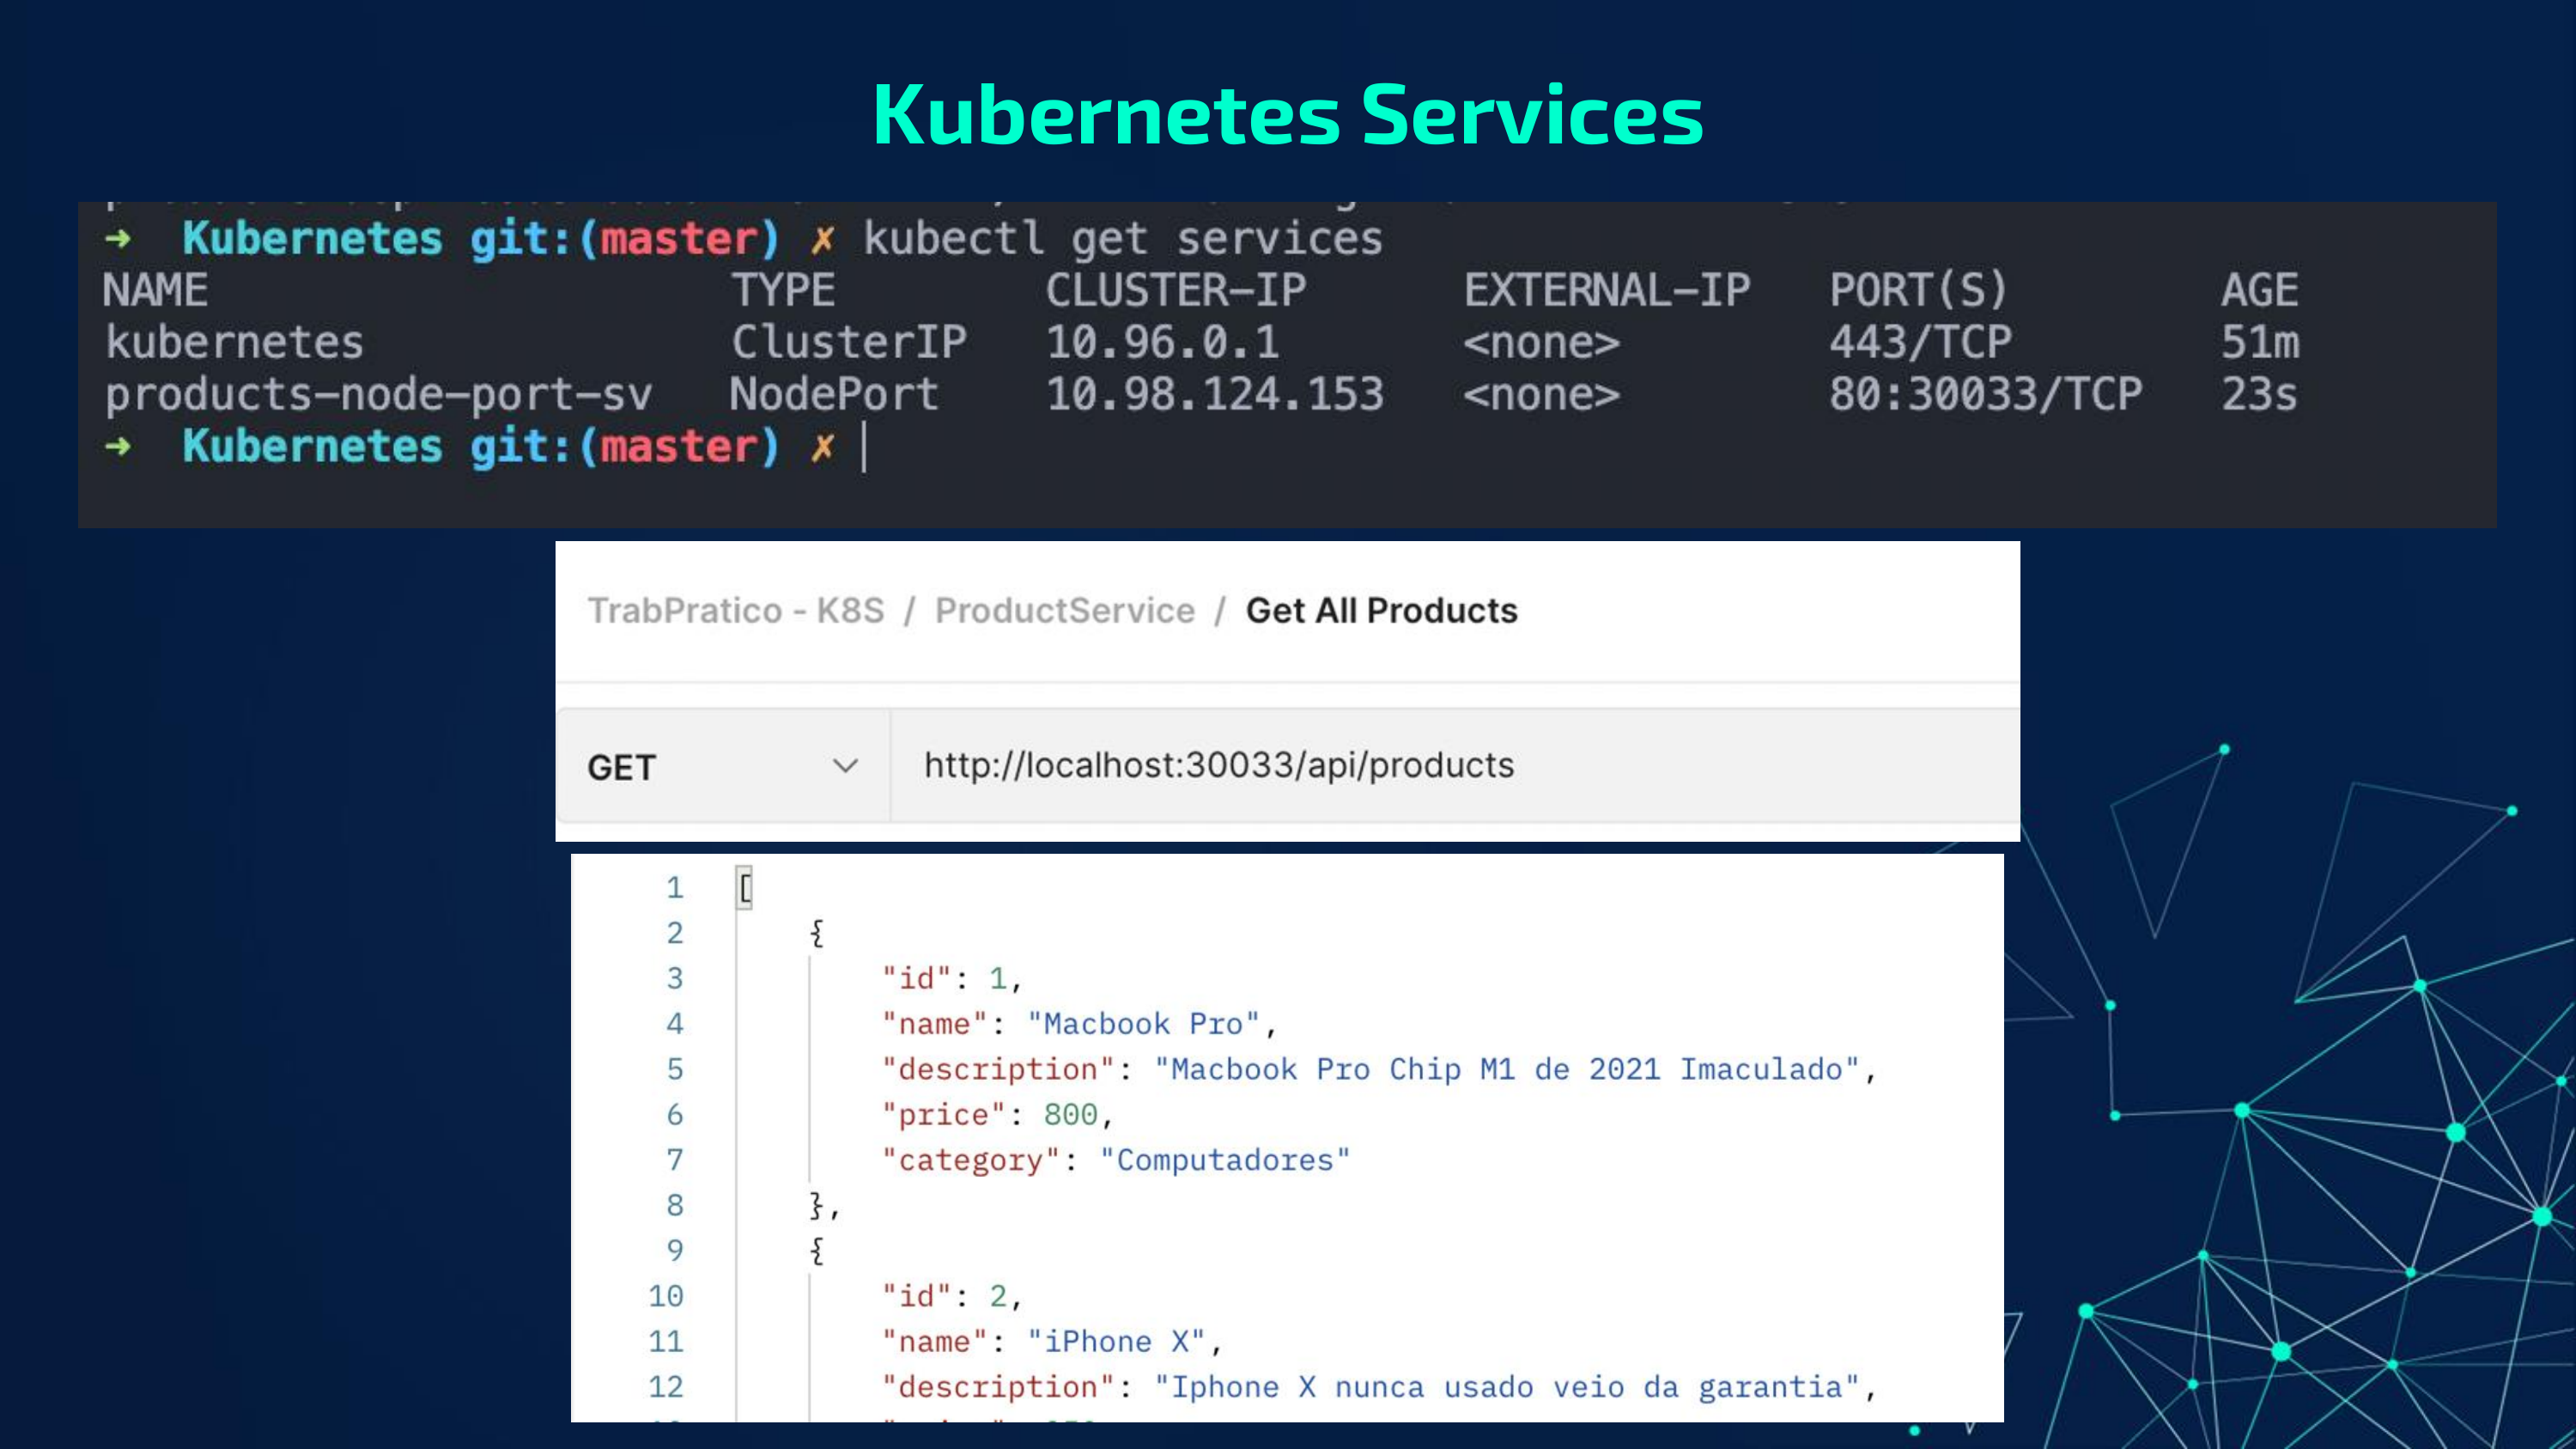 Kubernetes Services
→ Kubernetes git:(master) ✗ kubectl get services
NAME TYPE CLUSTER-IP EXTERNAL-IP PORT(S) AGE
kubernetes ClusterIP 10.96.0.1 <none> 443/TCP 51m
products-node-port-sv NodePort 10.98.124.153 <none> 80:30033/TCP 23s
→ Kubernetes git:(master) ✗
TrabPratico - K8S / ProductService / Get All Products
GET http://localhost:30033/api/products
1 [
2 {
3 "id": 1,
4 "name": "Macbook Pro",
5 "description": "Macbook Pro Chip M1 de 2021 Imaculado",
6 "price": 800,
7 "category": "Computadores"
8 },
9 {
10 "id": 2,
11 "name": "iPhone X",
12 "description": "Iphone X nunca usado veio da garantia",